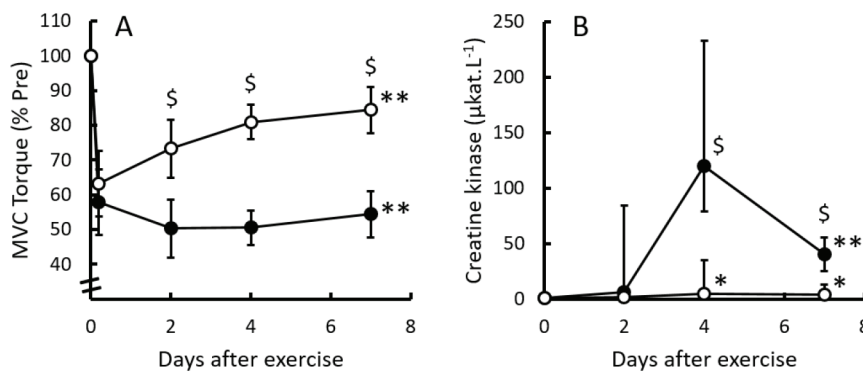 A
MVC Torque (% Pre)
100
90
80
70
60
50
40
0 2 4 6 8
Days after exercise
$ $ $
**
**
B
Creatine kinase (µkat.L⁻¹)
250
200
150
100
50
0
0 2 4 6 8
Days after exercise
$
$
**
* *